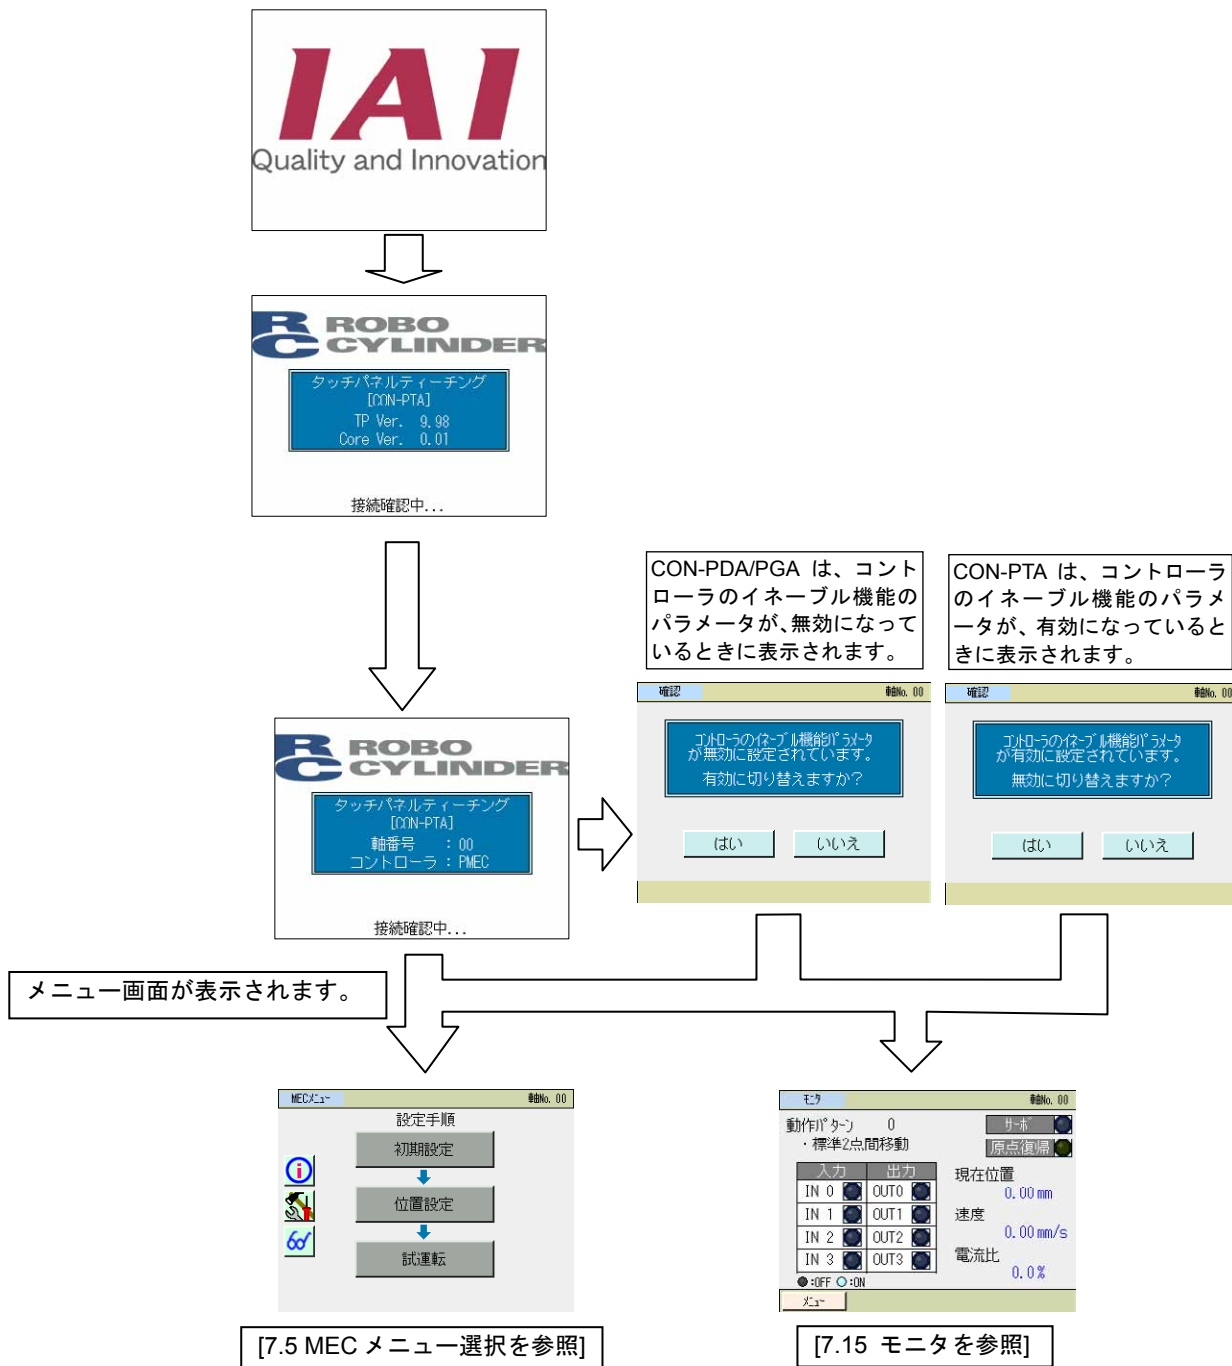 IAI
Quality and Innovation
RC ROBO
CYLINDER
タッチパネルティーチング
[CON-PTA]
TP Ver. 9.98
Core Ver. 0.01
接続確認中...
CON-PDA/PGA は、コント
ローラのイネーブル機能の
パラメータが、無効になって
いるときに表示されます。
CON-PTA は、コントローラ
のイネーブル機能のパラメ
ータが、有効になっていると
きに表示されます。
確認 軸No. 00
ｺﾝﾄﾛｰﾗのｲﾈｰﾌﾞﾙ機能ﾊﾟﾗﾒｰﾀ
が無効に設定されています。
有効に切り替えますか？
はい いいえ
確認 軸No. 00
ｺﾝﾄﾛｰﾗのｲﾈｰﾌﾞﾙ機能ﾊﾟﾗﾒｰﾀ
が有効に設定されています。
無効に切り替えますか？
はい いいえ
RC ROBO
CYLINDER
タッチパネルティーチング
[CON-PTA]
軸番号 : 00
コントローラ : PMEC
接続確認中...
メニュー画面が表示されます。
MECﾒﾆｭｰ 軸No. 00
設定手順
初期設定
位置設定
試運転
[7.5 MEC メニュー選択を参照]
ﾓﾆﾀ 軸No. 00
動作ﾊﾟﾀｰﾝ 0
・標準2点間移動
ｻｰﾎﾞ
原点復帰
入力 出力
IN 0 OUT0
IN 1 OUT1
IN 2 OUT2
IN 3 OUT3
●:OFF ○:ON
現在位置
0.00 mm
速度
0.00 mm/s
電流比
0.0 %
ﾒﾆｭｰ
[7.15 モニタを参照]